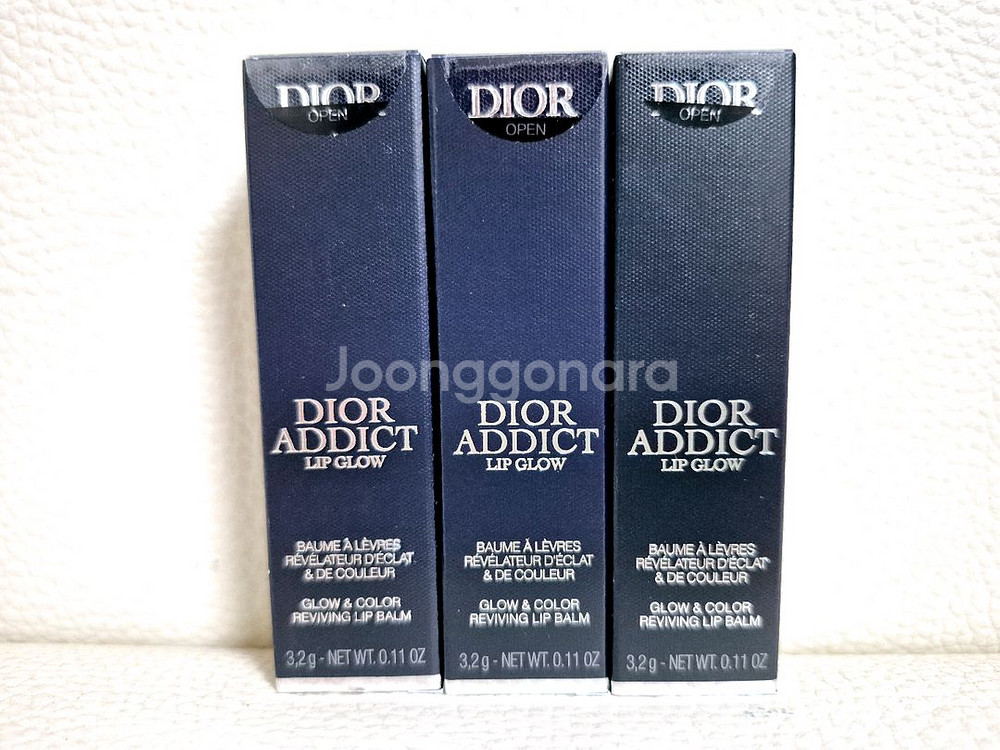 DIOR
OPEN
DIOR
ADDICT
LIP GLOW
BAUME À LÈVRES
RÉVÉLATEUR D'ÉCLAT
& DE COULEUR
GLOW & COLOR
REVIVING LIP BALM
3,2 g - NET WT. 0.11 OZ
DIOR
OPEN
DIOR
ADDICT
LIP GLOW
BAUME À LÈVRES
RÉVÉLATEUR D'ÉCLAT
& DE COULEUR
GLOW & COLOR
REVIVING LIP BALM
3,2 g - NET WT. 0.11 OZ
DIOR
OPEN
DIOR
ADDICT
LIP GLOW
BAUME À LÈVRES
RÉVÉLATEUR D'ÉCLAT
& DE COULEUR
GLOW & COLOR
REVIVING LIP BALM
3,2 g - NET WT. 0.11 OZ
Joonggonara